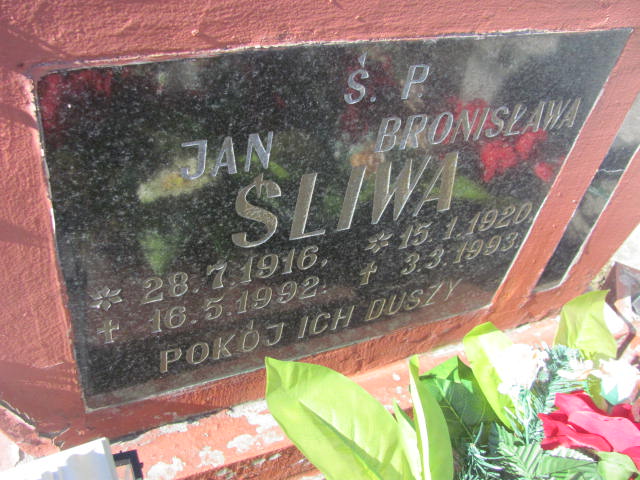 Ś. P
JAN BRONISŁAWA
ŚLIWA
* 28.7.1916. * 15.1.1920.
✝ 16.5.1992. ✝ 3.3.1993.
POKÓJ ICH DUSZY